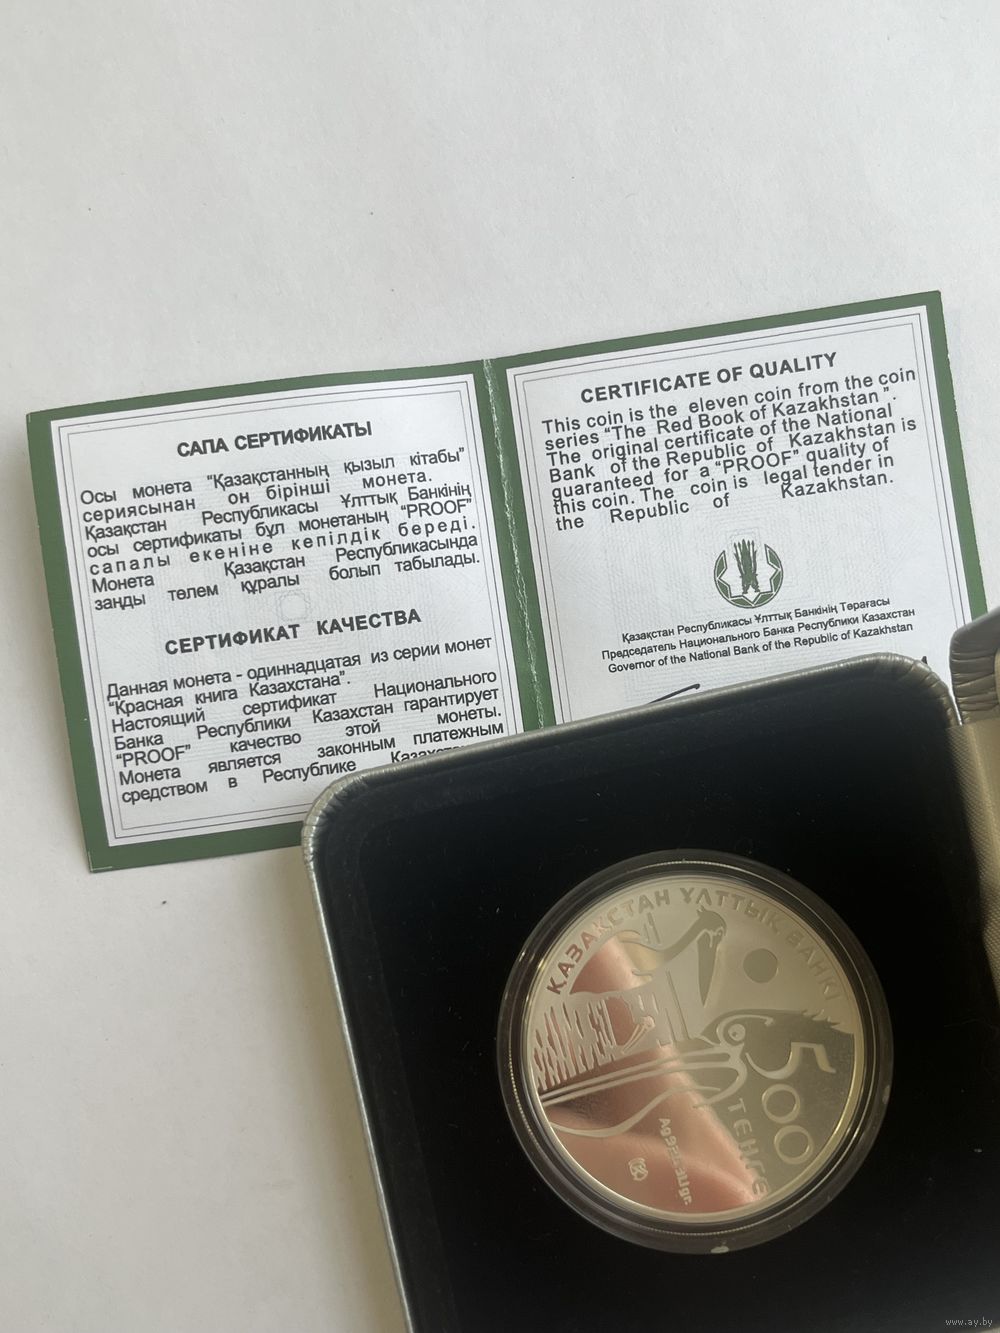 САПА СЕРТИФИКАТЫ
Осы монета "Қазақстанның қызыл кітабы"
сериясынан он бірінші монета.
Қазақстан Республикасы Ұлттық Банкінің
осы сертификаты бұл монетаның "PROOF"
сапалы екеніне кепілдік береді.
Монета Қазақстан Республикасында
заңды төлем құралы болып табылады.
СЕРТИФИКАТ КАЧЕСТВА
Данная монета - одиннадцатая из серии монет
"Красная книга Казахстана".
Настоящий сертификат Национального
Банка Республики Казахстан гарантирует
"PROOF" качество этой монеты.
Монета является законным платежным
средством в Республике
CERTIFICATE OF QUALITY
This coin is the eleven coin from the coin
series "The Red Book of Kazakhstan ".
The original certificate of the National
Bank of the Republic of Kazakhstan is
guaranteed for a "PROOF" quality of
this coin. The coin is legal tender in
the Republic of Kazakhstan.
Қазақстан Республикасы Ұлттық Банкінің Төрағасы
Председатель Национального Банка Республики Казахстан
Governor of the National Bank of the Republic of Kazakhstan
ҚАЗАҚСТАН ҰЛТТЫҚ БАНКІ
500
ТЕҢГЕ
www.ay.by